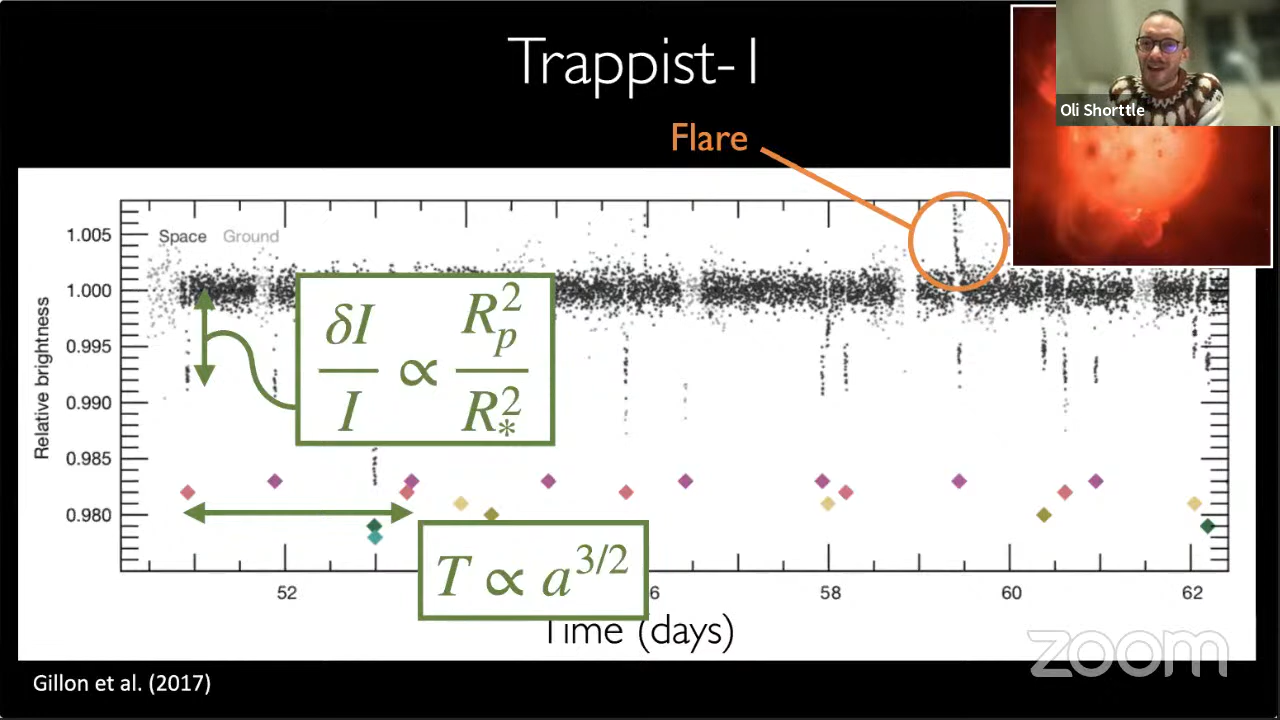 Trappist-1
Oli Shorttle
Flare
Space Ground
1.005
1.000
0.995
0.990
0.985
0.980
Relative brightness
δI/I ∝ R_p^2/R_*^2
T ∝ a^{3/2}
52
6
58
60
62
Time (days)
zoom
Gillon et al. (2017)